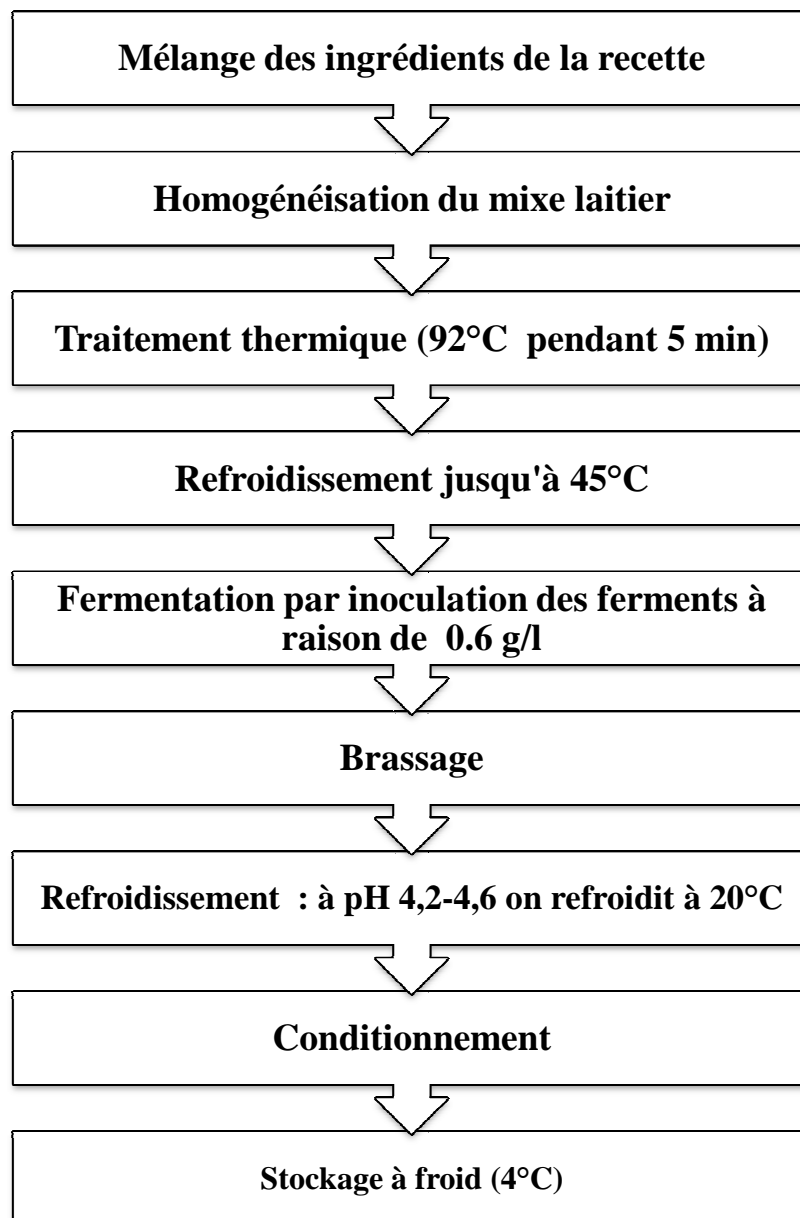 Mélange des ingrédients de la recette
Homogénéisation du mixe laitier
Traitement thermique (92°C  pendant 5 min)
Refroidissement jusqu'à 45°C
Fermentation par inoculation des ferments à
raison de  0.6 g/l
Brassage
Refroidissement  : à pH 4,2-4,6 on refroidit à 20°C
Conditionnement
Stockage à froid (4°C)